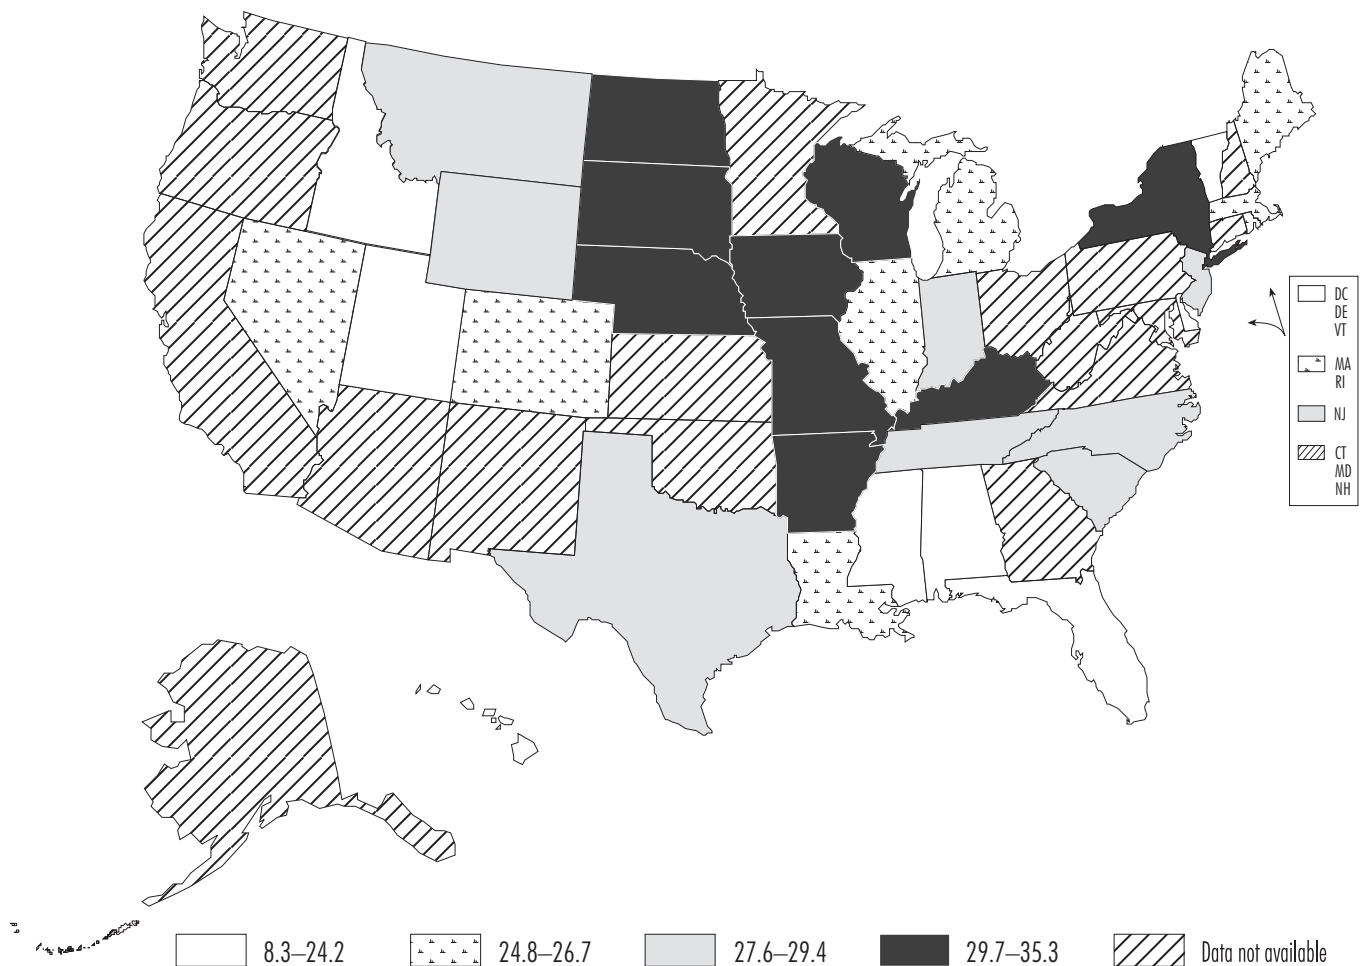 DC
DE
VT
MA
RI
NJ
CT
MD
NH
8.3–24.2
24.8–26.7
27.6–29.4
29.7–35.3
Data not available